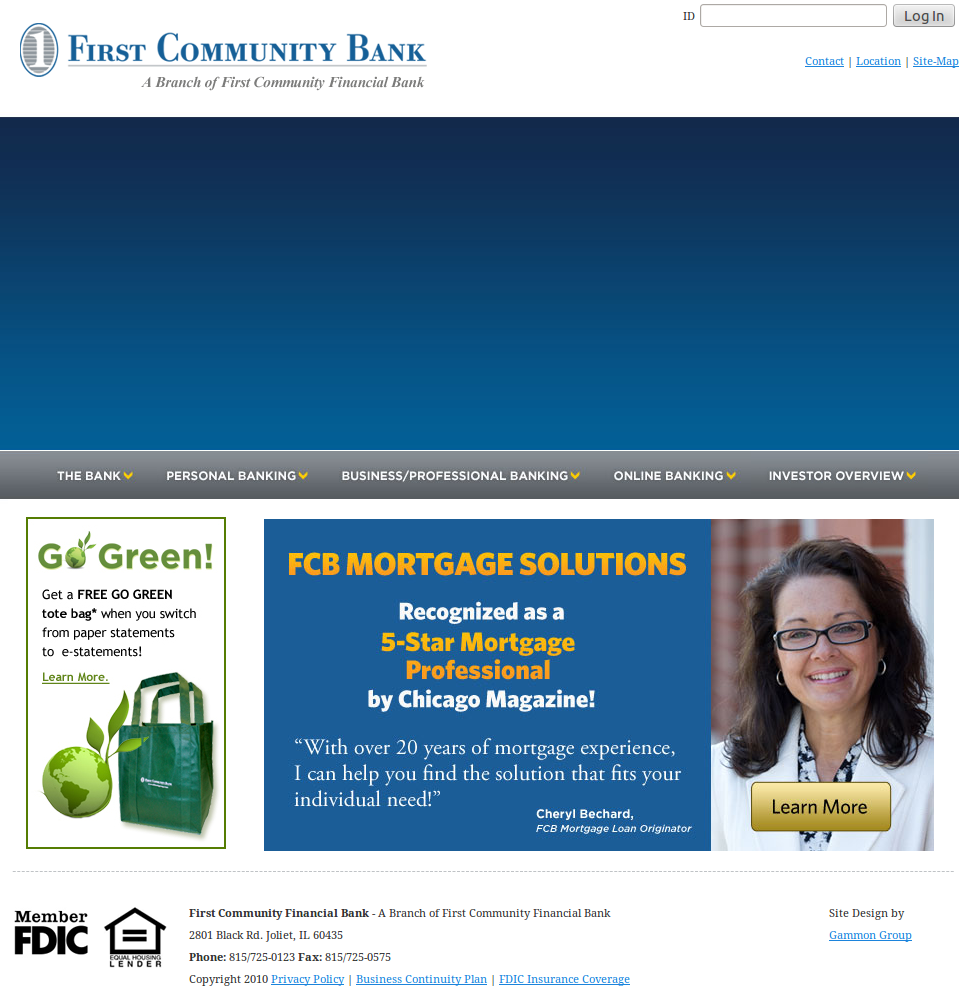 ID
Log In
FIRST COMMUNITY BANK
A Branch of First Community Financial Bank
Contact | Location | Site-Map
THE BANK PERSONAL BANKING BUSINESS/PROFESSIONAL BANKING ONLINE BANKING INVESTOR OVERVIEW
Go Green!
Get a FREE GO GREEN
tote bag* when you switch
from paper statements
to e-statements!
Learn More.
FCB MORTGAGE SOLUTIONS
Recognized as a
5-Star Mortgage
Professional
by Chicago Magazine!
“With over 20 years of mortgage experience,
I can help you find the solution that fits your
individual need!”
Cheryl Bechard,
FCB Mortgage Loan Originator
Learn More
Member
FDIC
EQUAL HOUSING
LENDER
First Community Financial Bank - A Branch of First Community Financial Bank
2801 Black Rd. Joliet, IL 60435
Phone: 815/725-0123 Fax: 815/725-0575
Copyright 2010 Privacy Policy | Business Continuity Plan | FDIC Insurance Coverage
Site Design by
Gammon Group